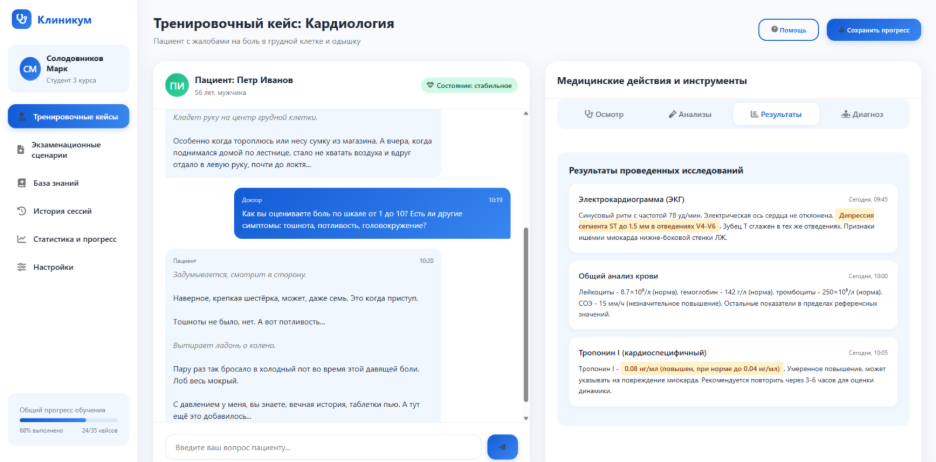 Клиникум
СМ
Солодовников
Марк
Студент 3 курса
Тренировочные кейсы
Экзаменационные
сценарии
База знаний
История сессий
Статистика и прогресс
Настройки
Общий прогресс обучения
68% выполнено
24/35 кейсов
Тренировочный кейс: Кардиология
Пациент с жалобами на боль в грудной клетке и одышку
Помощь
Сохранить прогресс
ПИ
Пациент: Петр Иванов
56 лет, мужчина
Состояние: стабильное
Кладет руку на центр грудной клетки.
Особенно когда тороплюсь или несу сумку из магазина. А вчера, когда
поднимался домой по лестнице, стало не хватать воздуха и вдруг
отдало в левую руку, почти до локтя...
Доктор
10:19
Как вы оцениваете боль по шкале от 1 до 10? Есть ли другие
симптомы: тошнота, потливость, головокружение?
Пациент
10:20
Задумывается, смотрит в сторону.
Наверное, крепкая шестёрка, может, даже семь. Это когда приступ.
Тошноты не было, нет. А вот потливость...
Вытирает ладонь о колено.
Пару раз так бросало в холодный пот во время этой давящей боли.
Лоб весь мокрый.
С давлением у меня, вы знаете, вечная история, таблетки пью. А тут
ещё это добавилось...
Введите ваш вопрос пациенту...
Медицинские действия и инструменты
Осмотр
Анализы
Результаты
Диагноз
Результаты проведенных исследований
Электрокардиограмма (ЭКГ)
Сегодня, 09:45
Синусовый ритм с частотой 78 уд/мин. Электрическая ось сердца не отклонена. Депрессия
сегмента ST до 1.5 мм в отведениях V4-V6 . Зубец T сглажен в тех же отведениях. Признаки
ишемии миокарда нижне-боковой стенки ЛЖ.
Общий анализ крови
Сегодня, 10:00
Лейкоциты - 8.7×10⁹/л (норма), гемоглобин - 142 г/л (норма), тромбоциты - 250×10⁹/л (норма).
СОЭ - 15 мм/ч (незначительное повышение). Остальные показатели в пределах референсных
значений.
Тропонин I (кардиоспецифичный)
Сегодня, 10:05
Тропонин I - 0.08 нг/мл (повышен, при норме до 0.04 нг/мл) . Умеренное повышение, может
указывать на повреждение миокарда. Рекомендуется повторить через 3-6 часов для оценки
динамики.